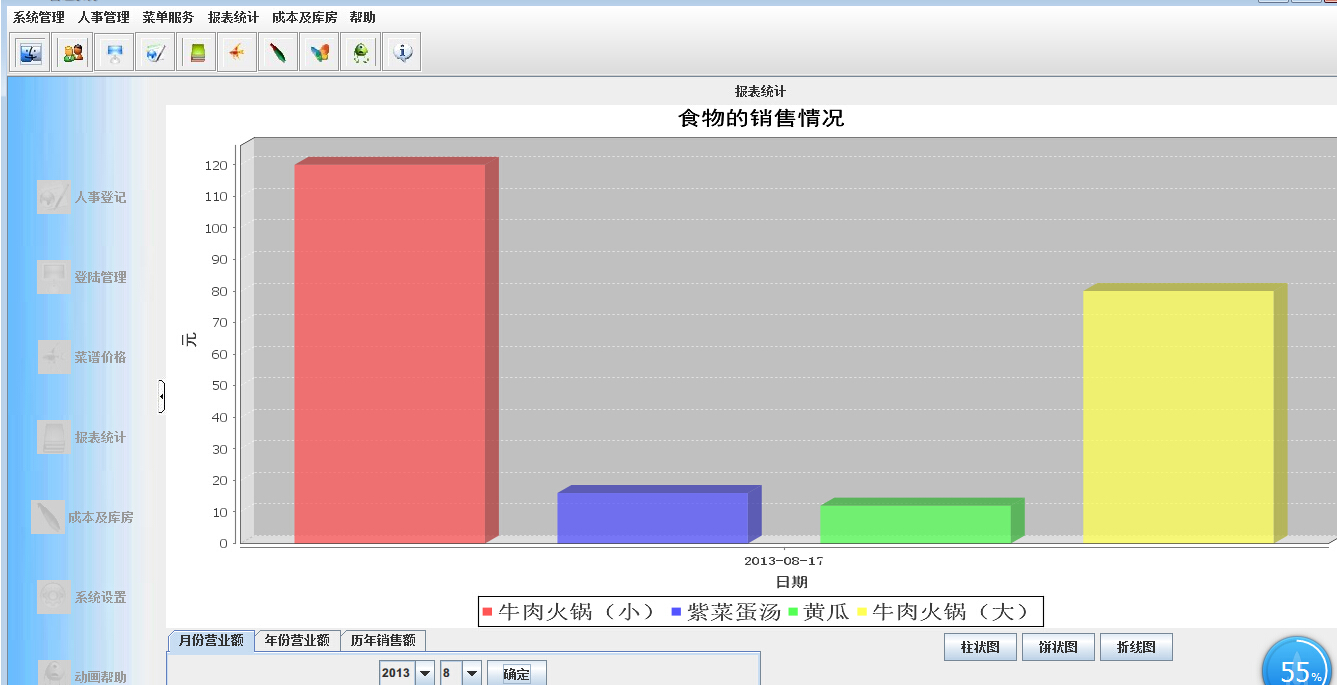 系统管理 人事管理 菜单服务 报表统计 成本及库房 帮助
报表统计
食物的销售情况
人事登记
登陆管理
菜谱价格
报表统计
成本及库房
系统设置
动画帮助
元
120
110
100
90
80
70
60
50
40
30
20
10
0
2013-08-17
日期
牛肉火锅（小） 紫菜蛋汤 黄瓜 牛肉火锅（大）
月份营业额 年份营业额 历年销售额
柱状图 饼状图 折线图
2013 8 确定
55%